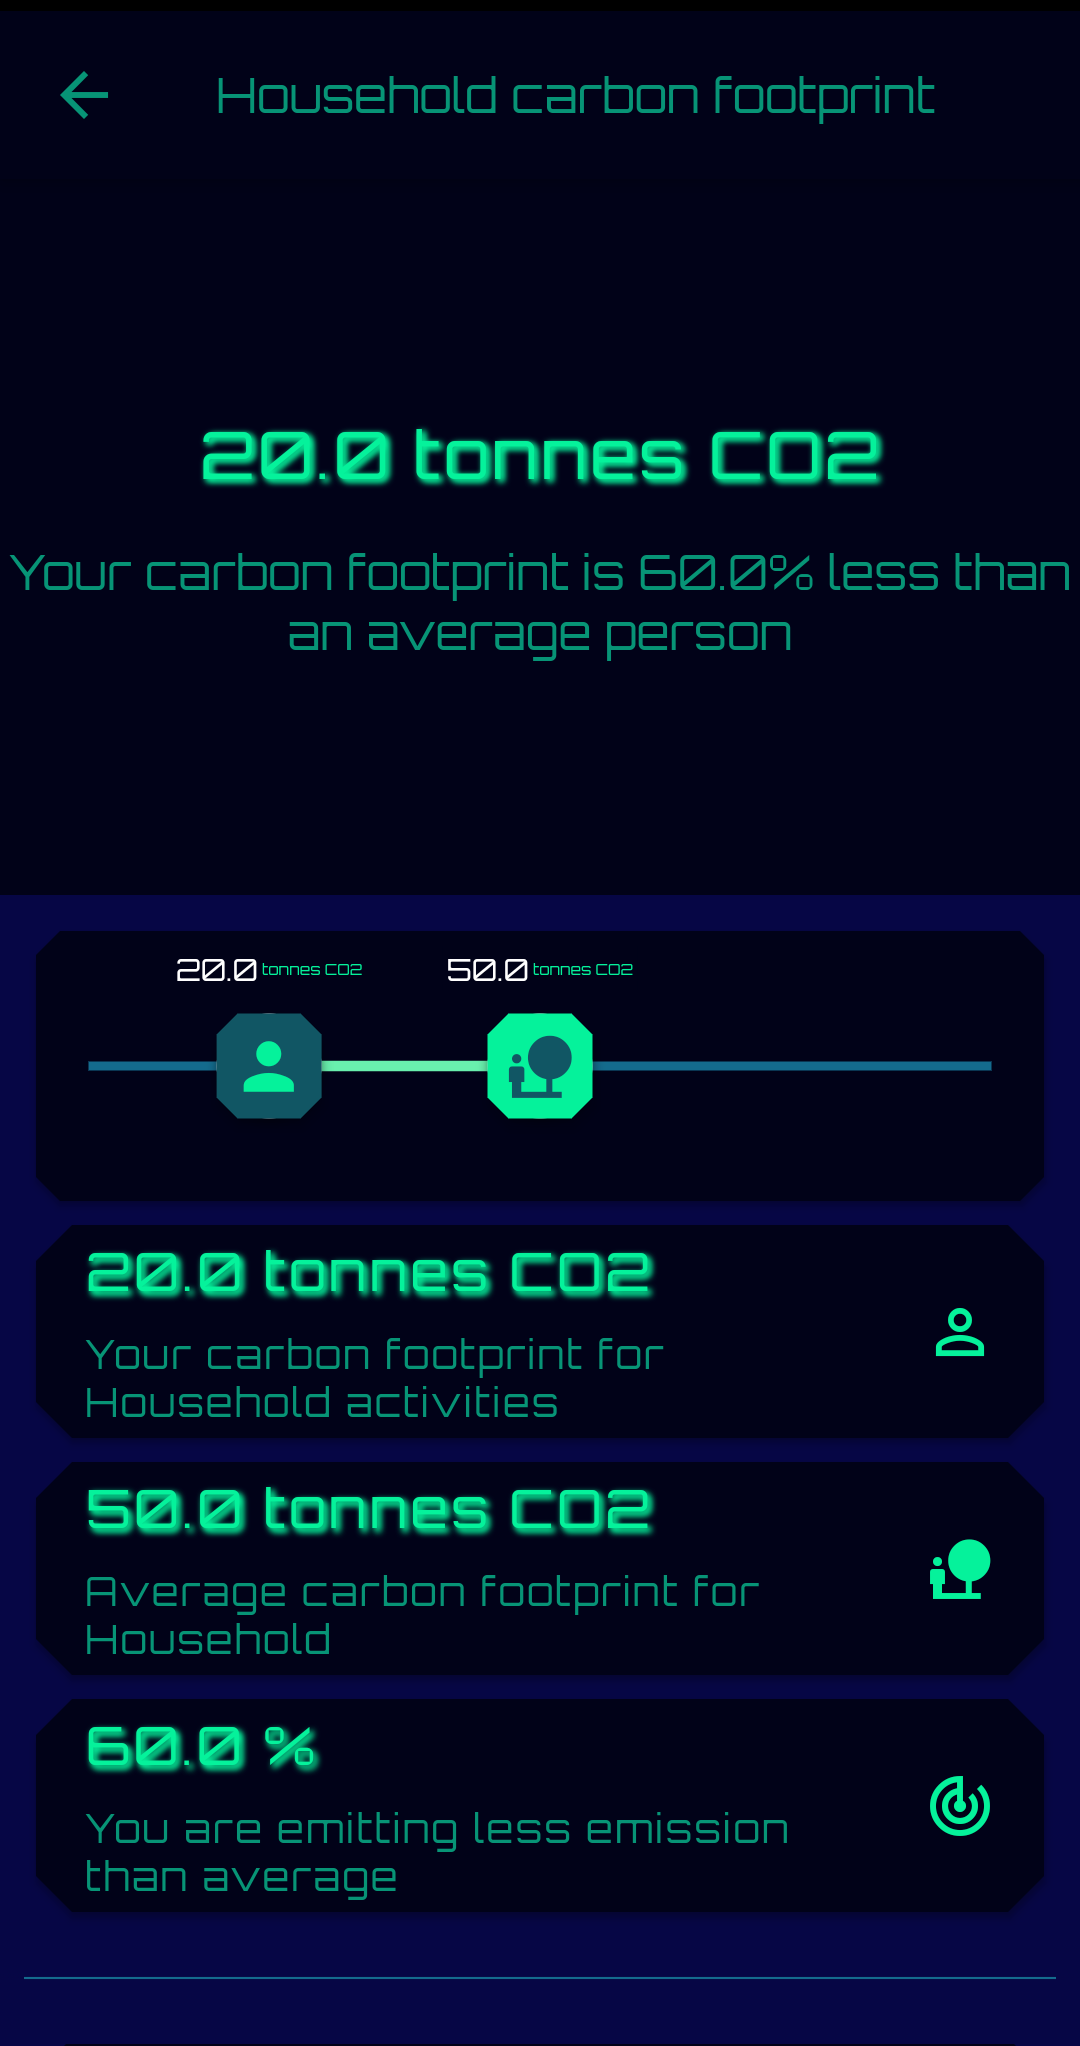 Household carbon footprint
20.0 tonnes CO2
Your carbon footprint is 60.0% less than
an average person
20.0 tonnes CO2 50.0 tonnes CO2
20.0 tonnes CO2
Your carbon footprint for
Household activities
50.0 tonnes CO2
Average carbon footprint for
Household
60.0 %
You are emitting less emission
than average